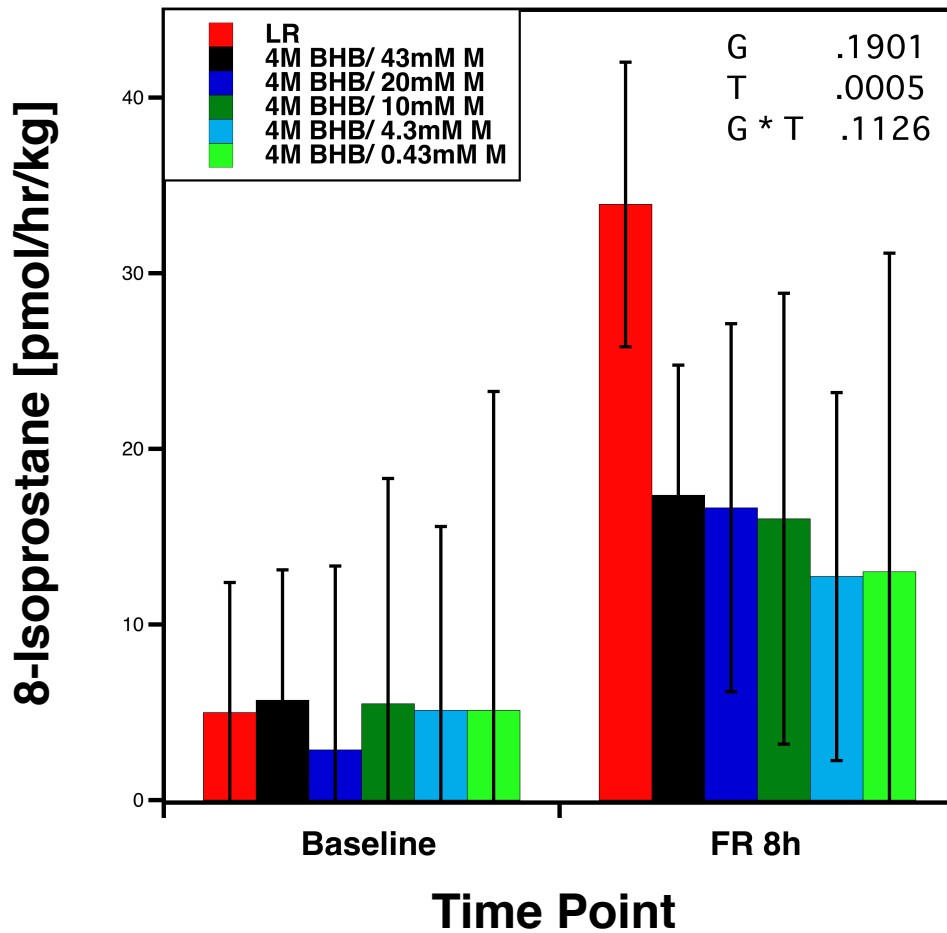 LR
4M BHB/ 43mM M
4M BHB/ 20mM M
4M BHB/ 10mM M
4M BHB/ 4.3mM M
4M BHB/ 0.43mM M
G .1901
T .0005
G * T .1126
8-Isoprostane [pmol/hr/kg]
40
30
20
10
0
Baseline FR 8h
Time Point